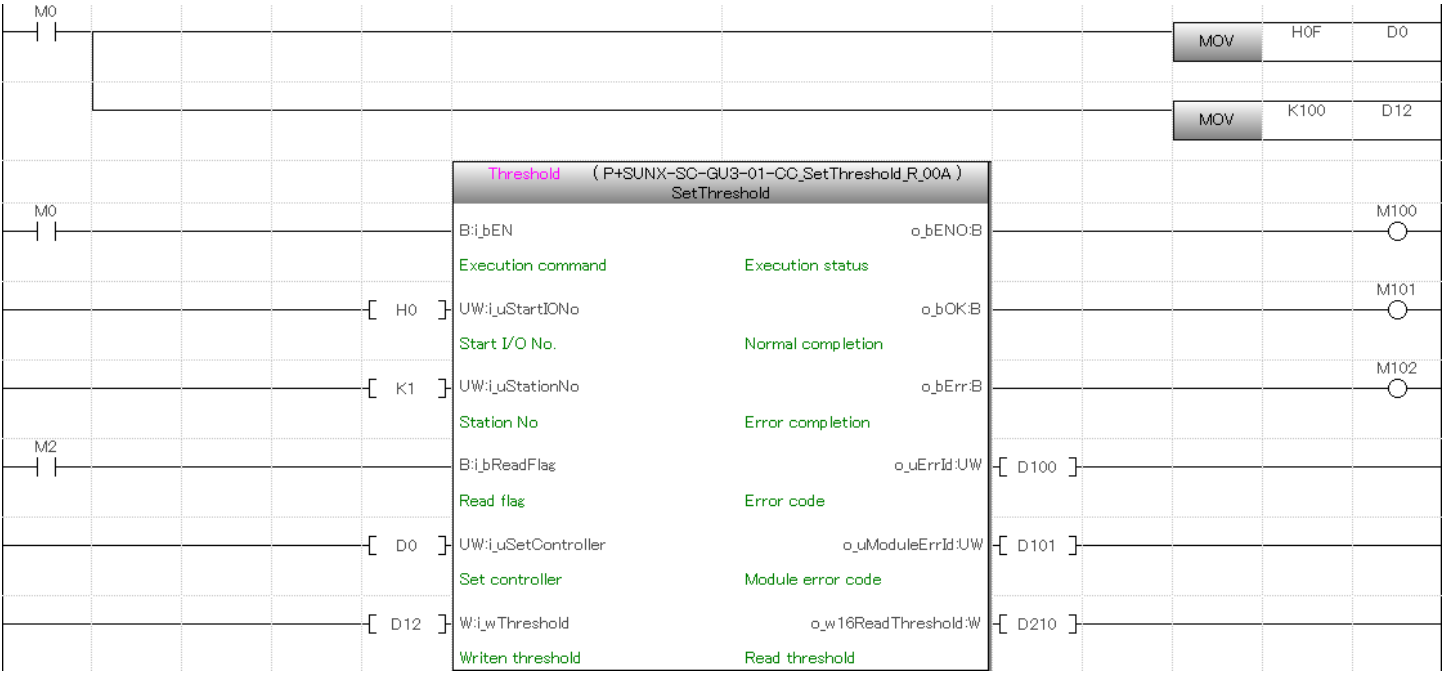 M0
MOV H0F D0
MOV K100 D12
Threshold (P+SUNX-SC-GU3-01-CC_SetThreshold_R_00A)
SetThreshold
M0 M100
B:i_bEN o_bENO:B
Execution command Execution status
M101
H0 UW:i_uStartIONo o_bOK:B
Start I/O No. Normal completion
M102
K1 UW:i_uStationNo o_bErr:B
Station No Error completion
M2
B:i_bReadFlag o_uErrId:UW D100
Read flag Error code
D0 UW:i_uSetController o_uModuleErrId:UW D101
Set controller Module error code
D12 W:i_wThreshold o_w16ReadThreshold:W D210
Writen threshold Read threshold